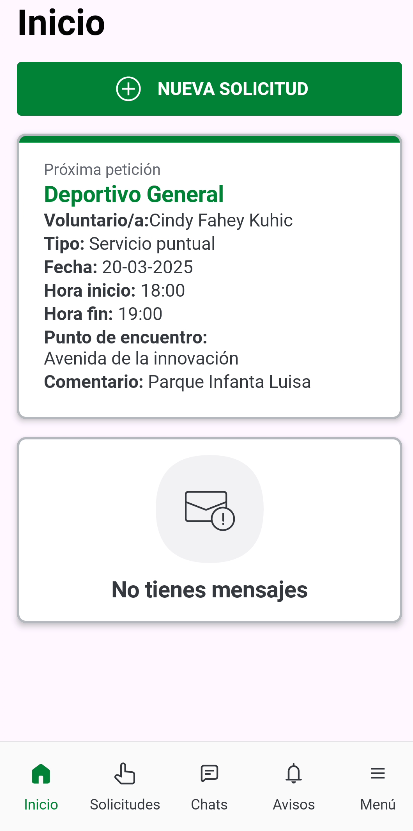 Inicio
NUEVA SOLICITUD
Próxima petición
Deportivo General
Voluntario/a:Cindy Fahey Kuhic
Tipo: Servicio puntual
Fecha: 20-03-2025
Hora inicio: 18:00
Hora fin: 19:00
Punto de encuentro:
Avenida de la innovación
Comentario: Parque Infanta Luisa
No tienes mensajes
Inicio Solicitudes Chats Avisos Menú